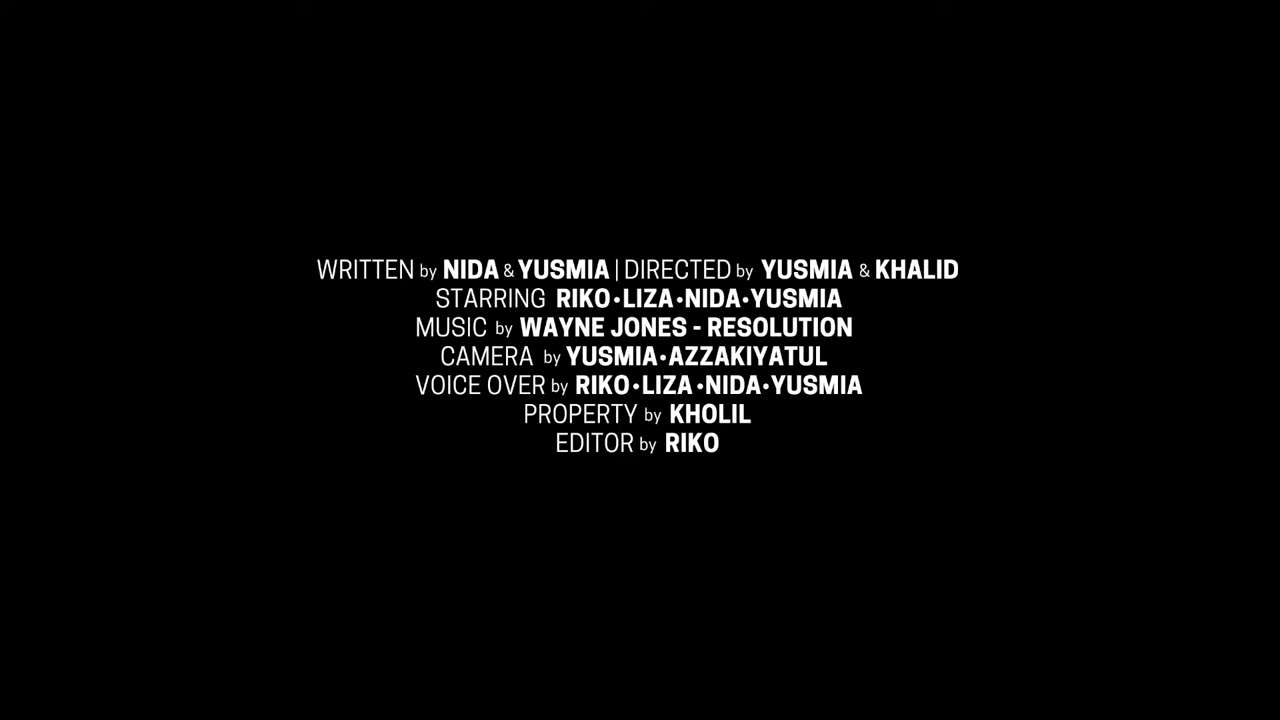 WRITTEN by NIDA & YUSMIA | DIRECTED by YUSMIA & KHALID
STARRING RIKO•LIZA•NIDA•YUSMIA
MUSIC by WAYNE JONES - RESOLUTION
CAMERA by YUSMIA•AZZAKIYATUL
VOICE OVER by RIKO•LIZA•NIDA•YUSMIA
PROPERTY by KHOLIL
EDITOR by RIKO